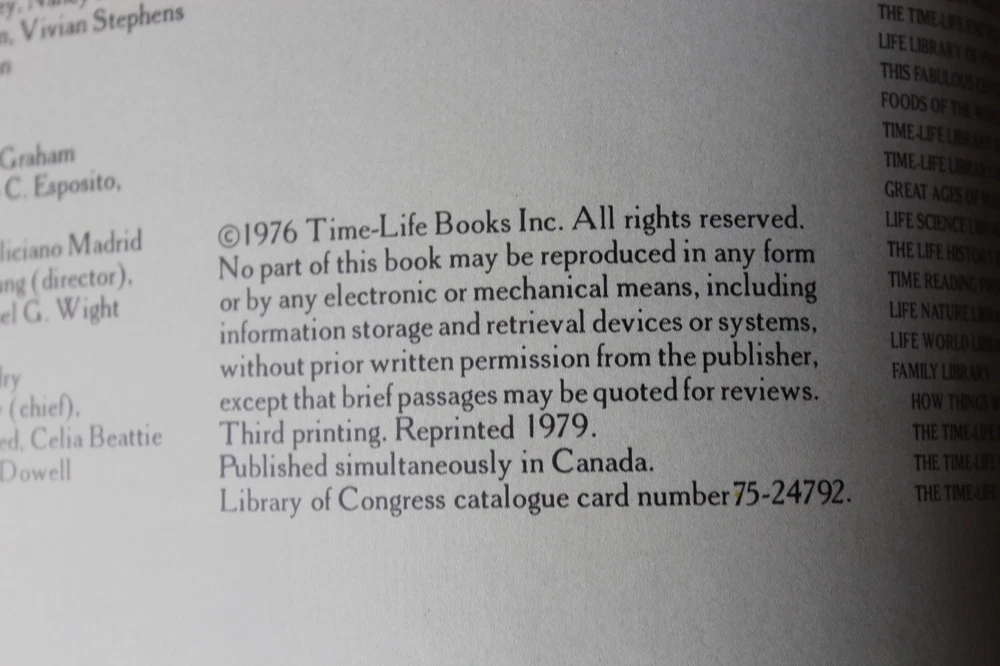 Vivian Stephens
Graham
C. Esposito,
Madrid
(director),
G. Wight
(chief),
Celia Beattie
Dowell
©1976 Time-Life Books Inc. All rights reserved.
No part of this book may be reproduced in any form
or by any electronic or mechanical means, including
information storage and retrieval devices or systems,
without prior written permission from the publisher,
except that brief passages may be quoted for reviews.
Third printing. Reprinted 1979.
Published simultaneously in Canada.
Library of Congress catalogue card number 75-24792.
THE TIME-LIFE
LIFE LIBRARY OF
THIS FABULOUS
FOODS OF THE
TIME-LIFE LIBRARY
TIME-LIFE LIBRARY
GREAT AGES OF
LIFE SCIENCE
THE LIFE HISTORY
TIME READING
LIFE NATURE
LIFE WORLD
FAMILY LIBRARY
HOW THINGS
THE TIME-LIFE
THE TIME-LIFE
THE TIME-LIFE